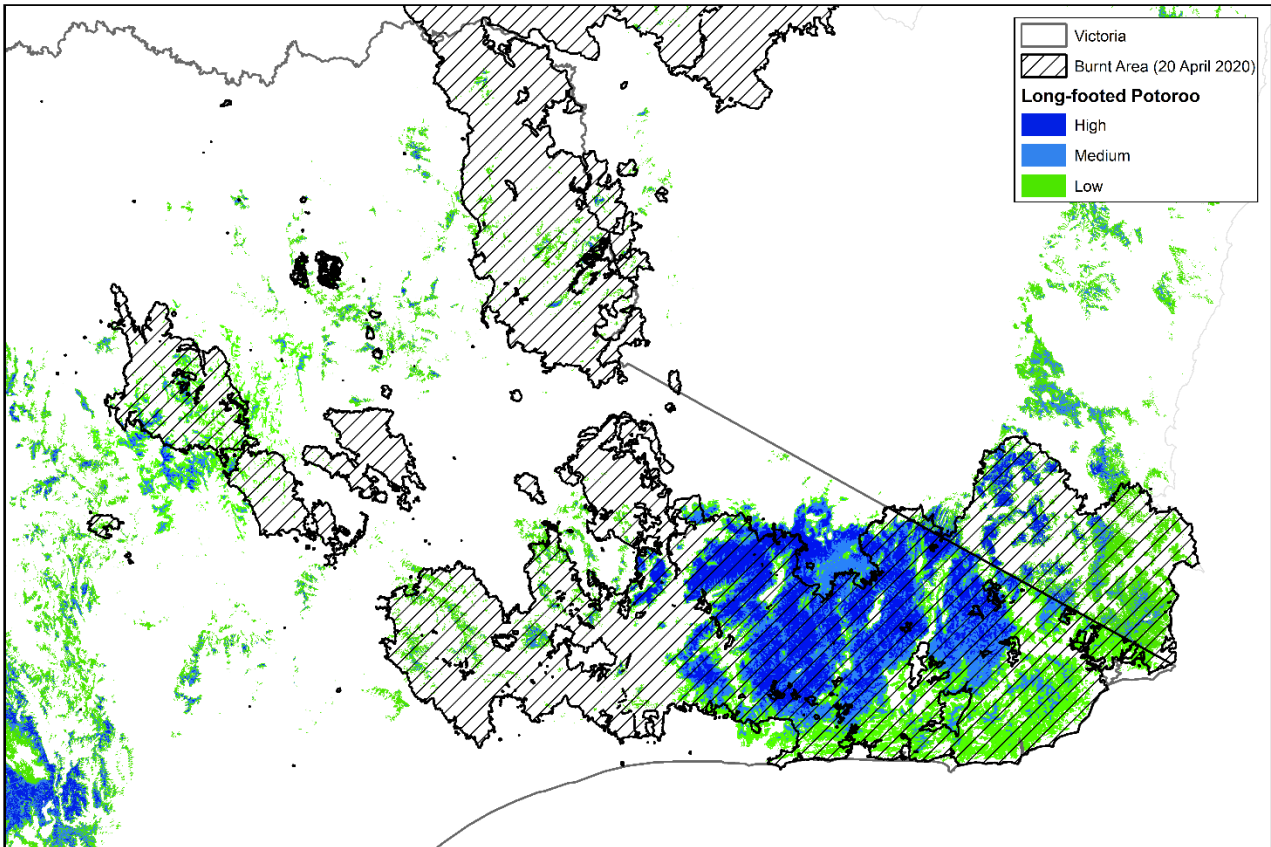 Victoria
Burnt Area (20 April 2020)
Long-footed Potoroo
High
Medium
Low